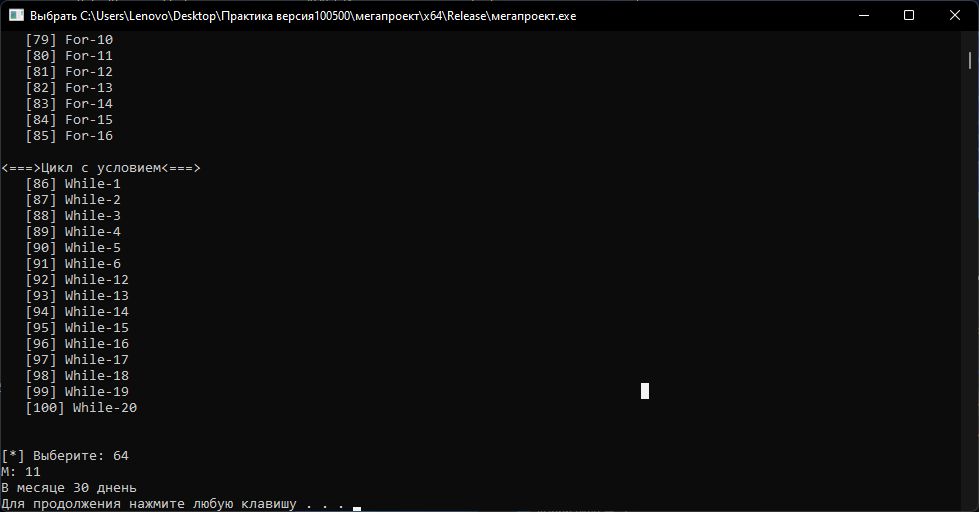 Выбрать C:\Users\Lenovo\Desktop\Практика версия100500\мегапроект\x64\Release\мегапроект.exe
[79] For-10
[80] For-11
[81] For-12
[82] For-13
[83] For-14
[84] For-15
[85] For-16
<===>Цикл с условием<===>
[86] While-1
[87] While-2
[88] While-3
[89] While-4
[90] While-5
[91] While-6
[92] While-12
[93] While-13
[94] While-14
[95] While-15
[96] While-16
[97] While-17
[98] While-18
[99] While-19
[100] While-20
[*] Выберите: 64
М: 11
В месяце 30 днень
Для продолжения нажмите любую клавишу . . .